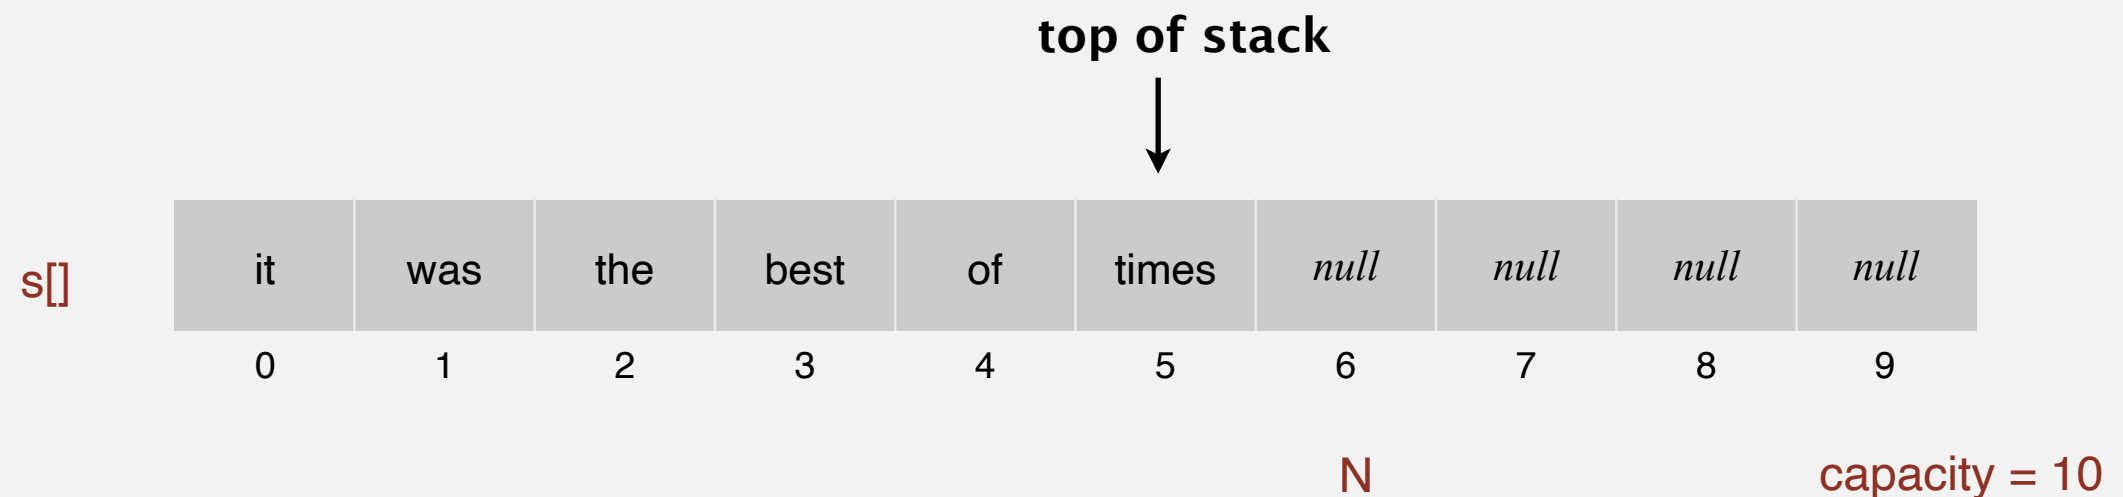 top of stack
s[] it was the best of times null null null null
0 1 2 3 4 5 6 7 8 9
N capacity = 10